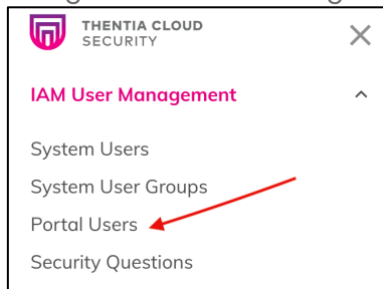 THENTIA CLOUD
SECURITY
IAM User Management
System Users
System User Groups
Portal Users
Security Questions